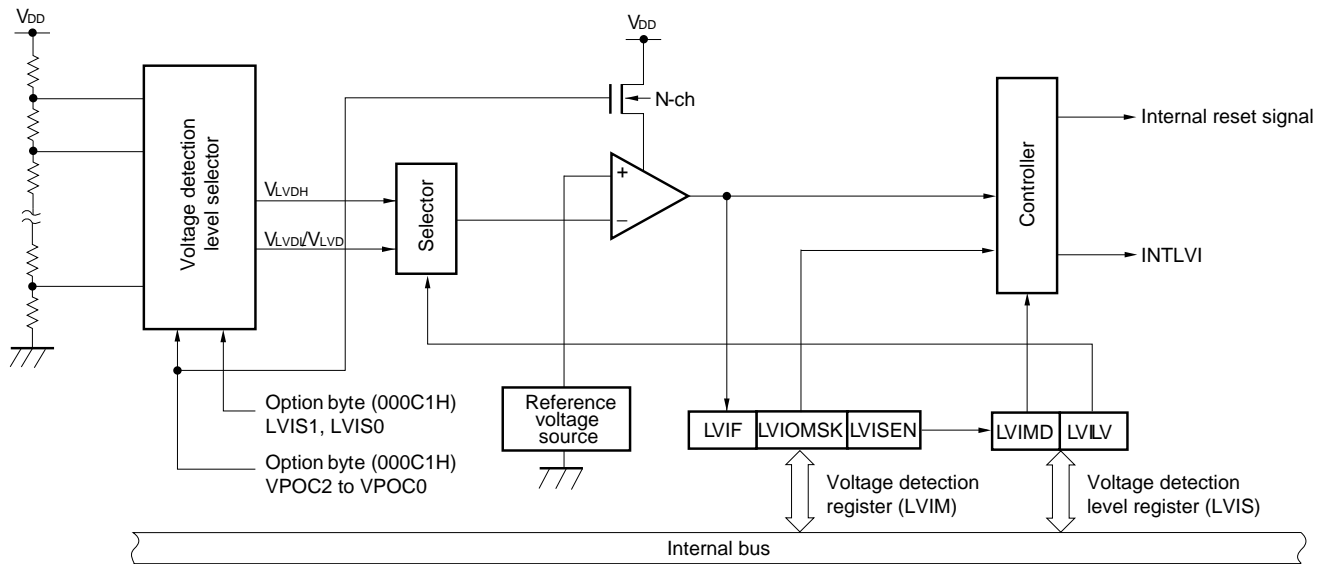 VDD
VDD
N-ch
Voltage detection
level selector
VLVDH
VLVDL/VLVD
Selector
+
−
Controller
Internal reset signal
INTLVI
Option byte (000C1H)
LVIS1, LVIS0
Option byte (000C1H)
VPOC2 to VPOC0
Reference
voltage
source
LVIF
LVIOMSK
LVISEN
LVIMD
LVILV
Voltage detection
register (LVIM)
Voltage detection
level register (LVIS)
Internal bus